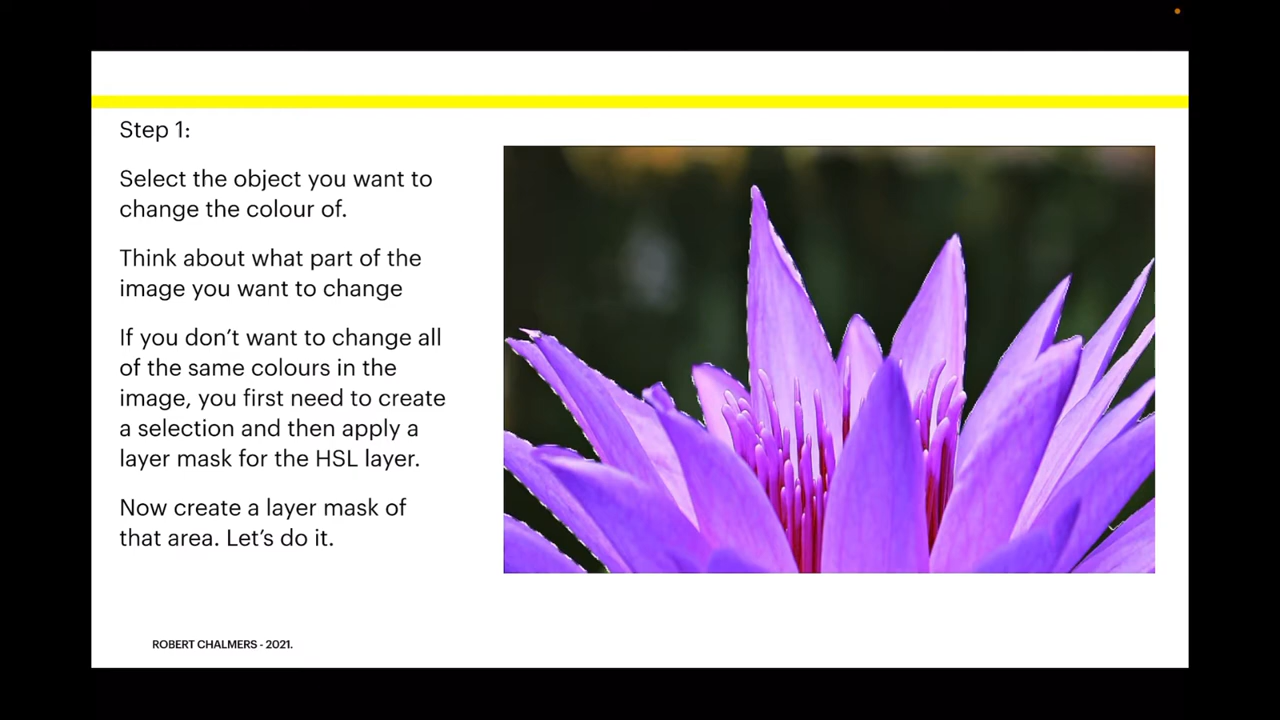 Step 1:
Select the object you want to
change the colour of.
Think about what part of the
image you want to change
If you don’t want to change all
of the same colours in the
image, you first need to create
a selection and then apply a
layer mask for the HSL layer.
Now create a layer mask of
that area. Let’s do it.
ROBERT CHALMERS - 2021.